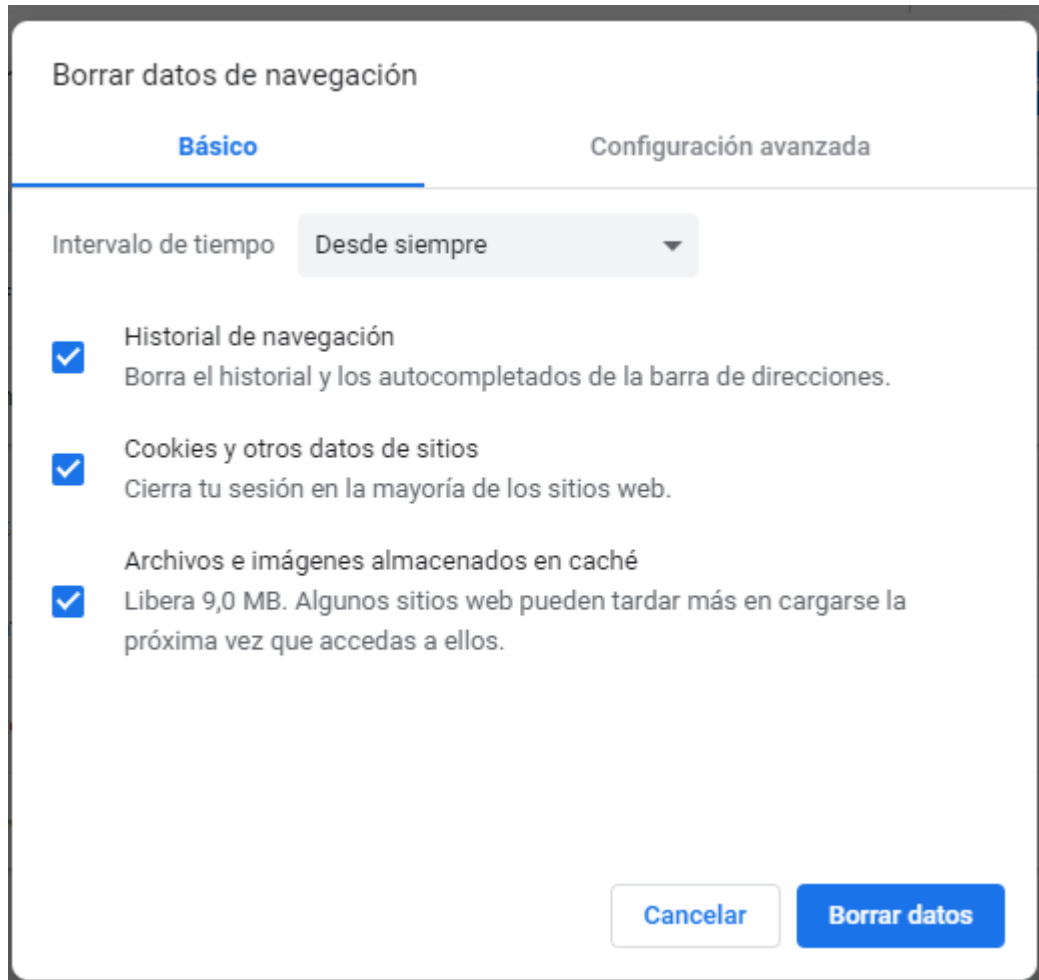 Borrar datos de navegación
Básico
Configuración avanzada
Intervalo de tiempo
Desde siempre
Historial de navegación
Borra el historial y los autocompletados de la barra de direcciones.
Cookies y otros datos de sitios
Cierra tu sesión en la mayoría de los sitios web.
Archivos e imágenes almacenados en caché
Libera 9,0 MB. Algunos sitios web pueden tardar más en cargarse la
próxima vez que accedas a ellos.
Cancelar
Borrar datos